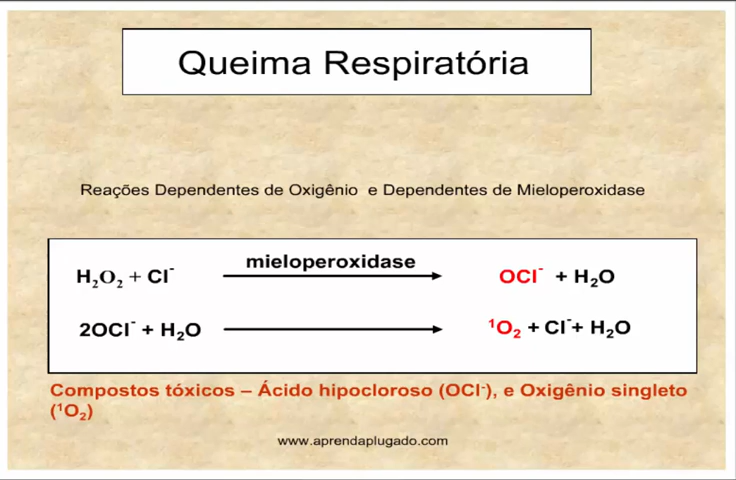 Queima Respiratória
Reações Dependentes de Oxigênio e Dependentes de Mieloperoxidase
H₂O₂ + Cl⁻ mieloperoxidase OCl⁻ + H₂O
2OCl⁻ + H₂O ¹O₂ + Cl⁻+ H₂O
Compostos tóxicos – Ácido hipocloroso (OCl⁻), e Oxigênio singleto
(¹O₂)
www.aprendaplugado.com